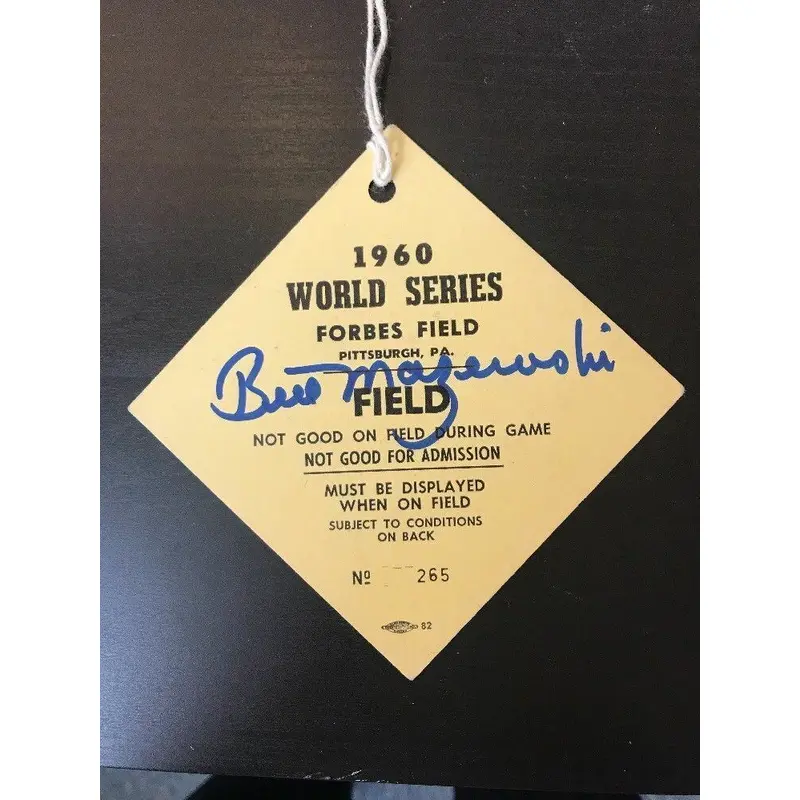 1960
WORLD SERIES
FORBES FIELD
PITTSBURGH, PA.
Bill Mazeroski
FIELD
NOT GOOD ON FIELD DURING GAME
NOT GOOD FOR ADMISSION
MUST BE DISPLAYED
WHEN ON FIELD
SUBJECT TO CONDITIONS
ON BACK
Nº 265
82